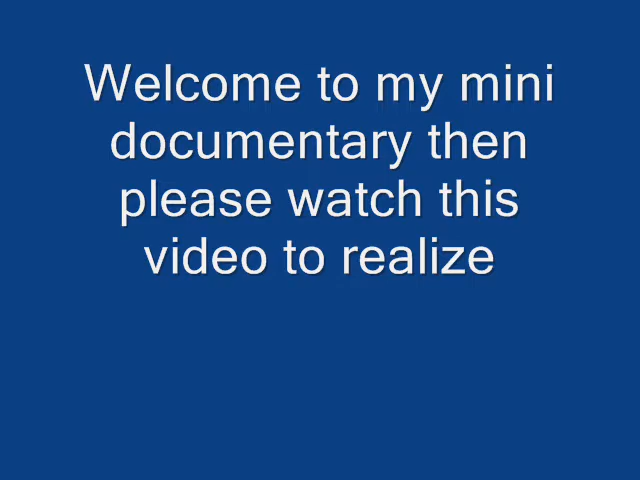 Welcome to my mini
documentary then
please watch this
video to realize